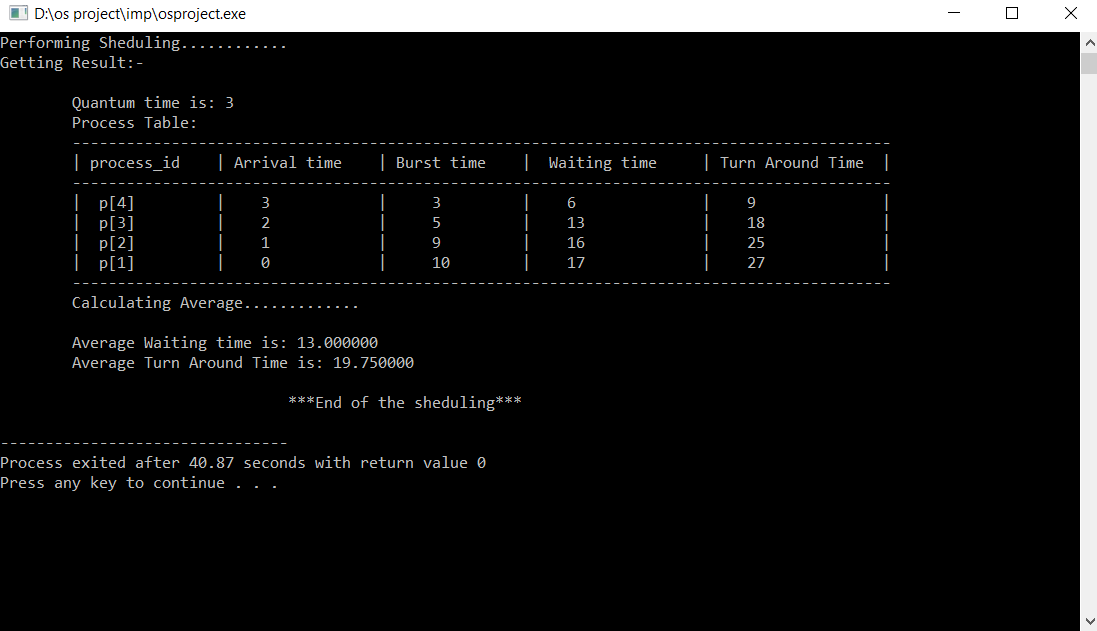 D:\os project\imp\osproject.exe
Performing Sheduling............
Getting Result:-
Quantum time is: 3
Process Table:
-------------------------------------------------------------------------------------------
| process_id | Arrival time | Burst time | Waiting time | Turn Around Time |
-------------------------------------------------------------------------------------------
| p[4] | 3 | 3 | 6 | 9 |
| p[3] | 2 | 5 | 13 | 18 |
| p[2] | 1 | 9 | 16 | 25 |
| p[1] | 0 | 10 | 17 | 27 |
-------------------------------------------------------------------------------------------
Calculating Average.............
Average Waiting time is: 13.000000
Average Turn Around Time is: 19.750000
***End of the sheduling***
--------------------------------
Process exited after 40.87 seconds with return value 0
Press any key to continue . . .